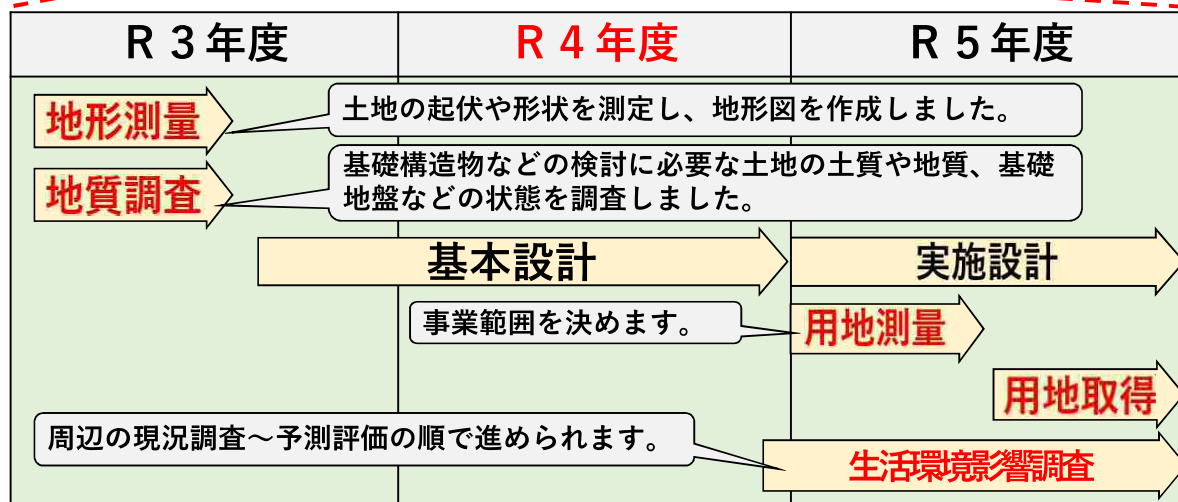 R３年度
R４年度
R５年度
地形測量
土地の起伏や形状を測定し、地形図を作成しました。
地質調査
基礎構造物などの検討に必要な土地の土質や地質、基礎
地盤などの状態を調査しました。
基本設計
実施設計
事業範囲を決めます。
用地測量
用地取得
周辺の現況調査～予測評価の順で進められます。
生活環境影響調査